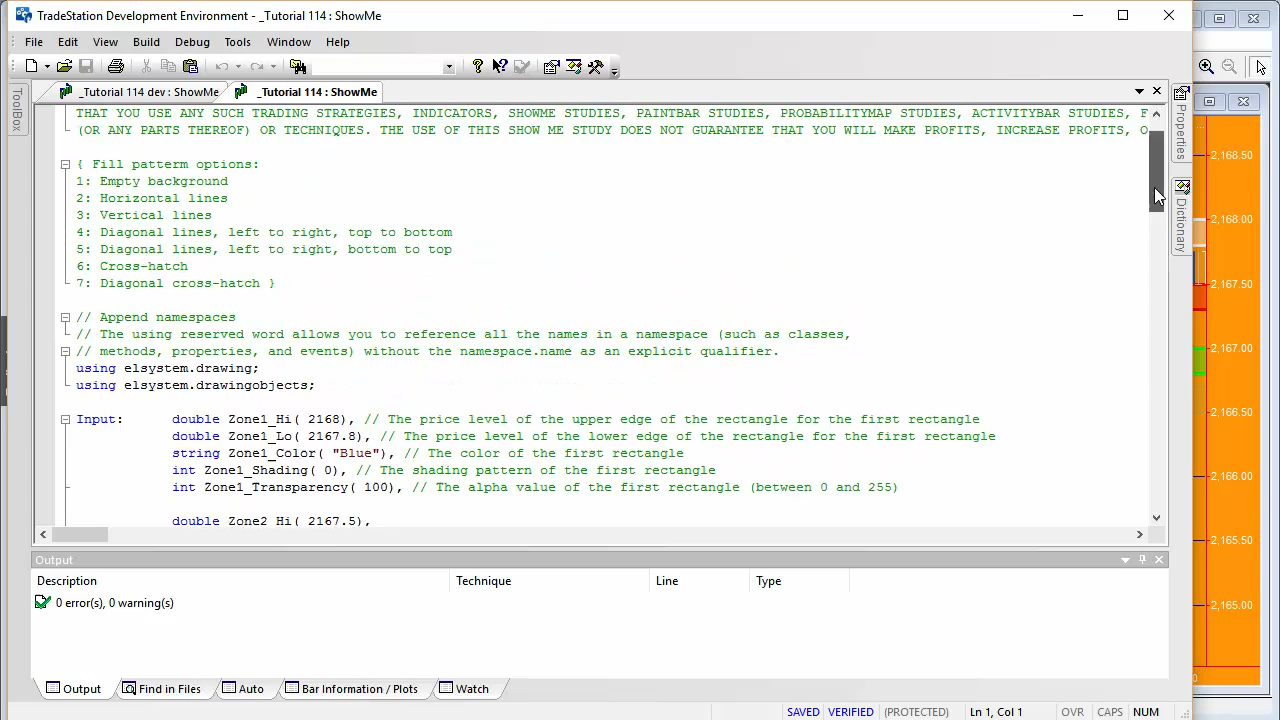 TradeStation Development Environment - _Tutorial 114 : ShowMe
File Edit View Build Debug Tools Window Help
_Tutorial 114 dev : ShowMe _Tutorial 114 : ShowMe
ToolBox
Properties
Dictionary
THAT YOU USE ANY SUCH TRADING STRATEGIES, INDICATORS, SHOWME STUDIES, PAINTBAR STUDIES, PROBABILITYMAP STUDIES, ACTIVITYBAR STUDIES, F
(OR ANY PARTS THEREOF) OR TECHNIQUES. THE USE OF THIS SHOW ME STUDY DOES NOT GUARANTEE THAT YOU WILL MAKE PROFITS, INCREASE PROFITS, O
{ Fill patterm options:
1: Empty background
2: Horizontal lines
3: Vertical lines
4: Diagonal lines, left to right, top to bottom
5: Diagonal lines, left to right, bottom to top
6: Cross-hatch
7: Diagonal cross-hatch }
// Append namespaces
// The using reserved word allows you to reference all the names in a namespace (such as classes,
// methods, properties, and events) without the namespace.name as an explicit qualifier.
using elsystem.drawing;
using elsystem.drawingobjects;
Input: double Zone1_Hi( 2168), // The price level of the upper edge of the rectangle for the first rectangle
double Zone1_Lo( 2167.8), // The price level of the lower edge of the rectangle for the first rectangle
string Zone1_Color( "Blue"), // The color of the first rectangle
int Zone1_Shading( 0), // The shading pattern of the first rectangle
int Zone1_Transparency( 100), // The alpha value of the first rectangle (between 0 and 255)
double Zone2_Hi( 2167.5),
Output
Description Technique Line Type
0 error(s), 0 warning(s)
Output Find in Files Auto Bar Information / Plots Watch
SAVED VERIFIED (PROTECTED) Ln 1, Col 1 OVR CAPS NUM
2,168.50
2,168.00
2,167.50
2,167.00
2,166.50
2,166.00
2,165.50
2,165.00